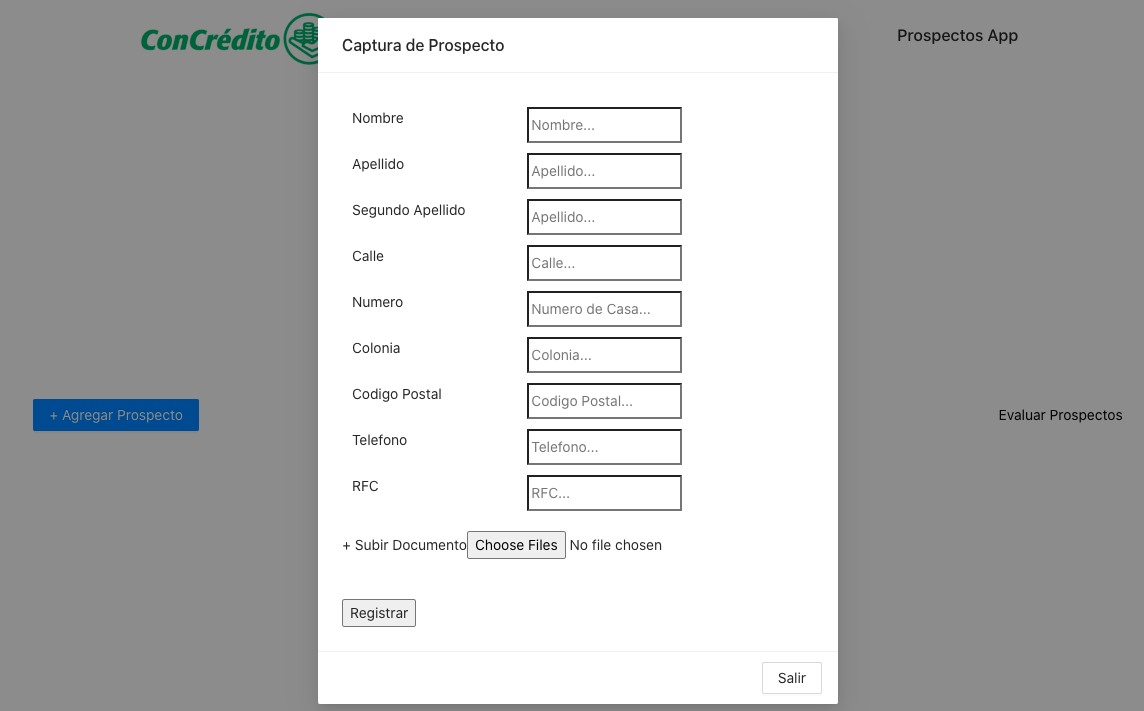 ConCrédito
Captura de Prospecto
Prospectos App
Nombre
Nombre...
Apellido
Apellido...
Segundo Apellido
Apellido...
Calle
Calle...
Numero
Numero de Casa...
Colonia
Colonia...
Codigo Postal
Codigo Postal...
+ Agregar Prospecto
Evaluar Prospectos
Telefono
Telefono...
RFC
RFC...
+ Subir Documento Choose Files No file chosen
Registrar
Salir